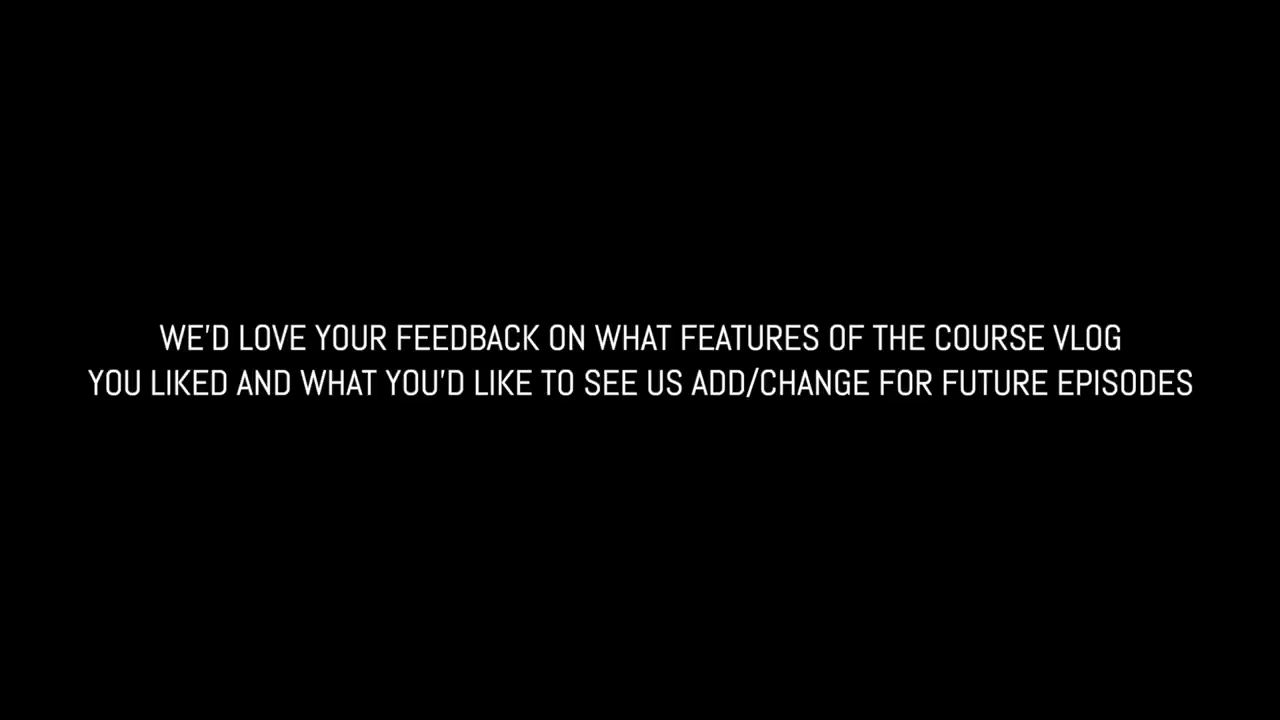 WE'D LOVE YOUR FEEDBACK ON WHAT FEATURES OF THE COURSE VLOG
YOU LIKED AND WHAT YOU'D LIKE TO SEE US ADD/CHANGE FOR FUTURE EPISODES